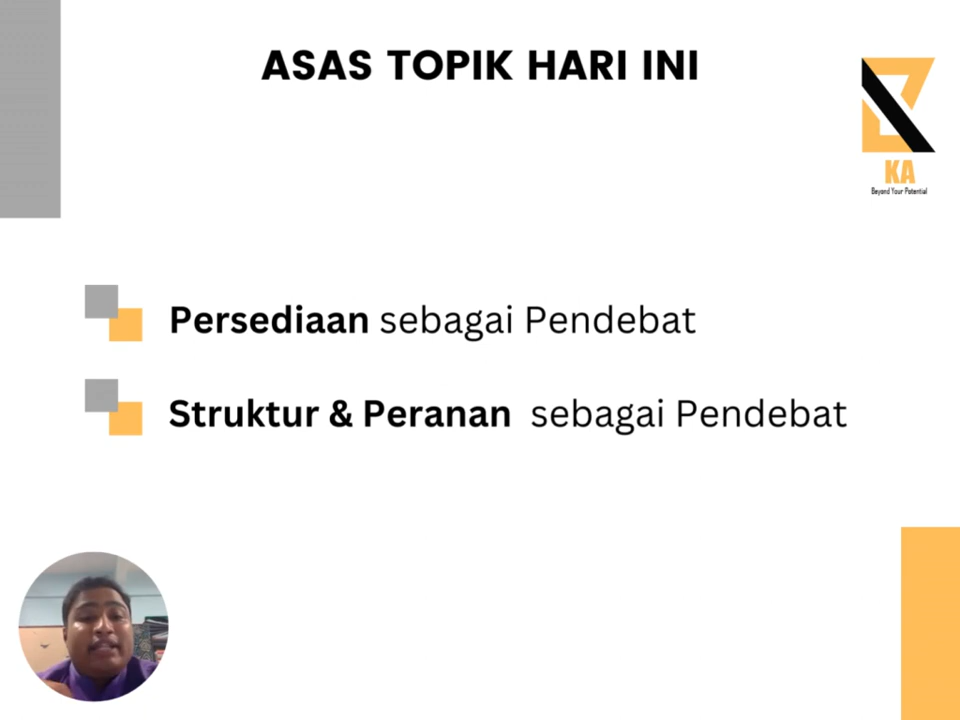 ASAS TOPIK HARI INI
KA
Beyond Your Potential
Persediaan sebagai Pendebat
Struktur & Peranan sebagai Pendebat